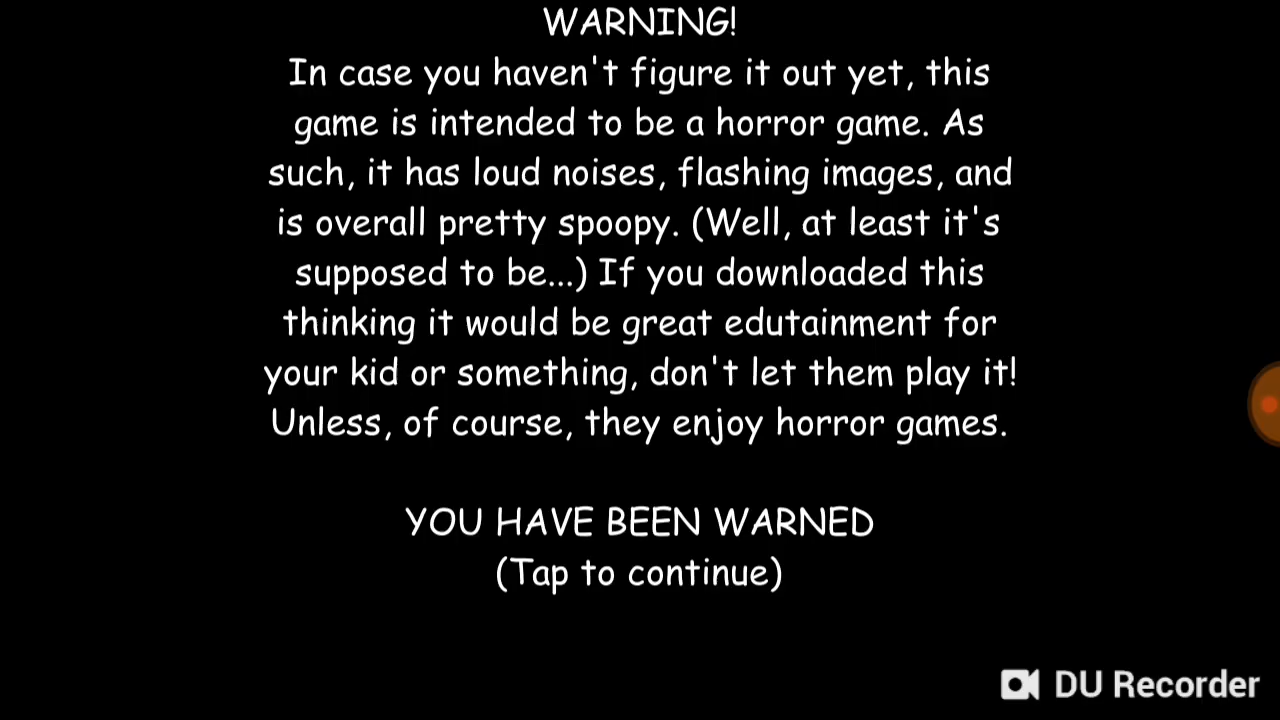 WARNING!
In case you haven't figure it out yet, this
game is intended to be a horror game. As
such, it has loud noises, flashing images, and
is overall pretty spoopy. (Well, at least it's
supposed to be...) If you downloaded this
thinking it would be great edutainment for
your kid or something, don't let them play it!
Unless, of course, they enjoy horror games.
YOU HAVE BEEN WARNED
(Tap to continue)
DU Recorder